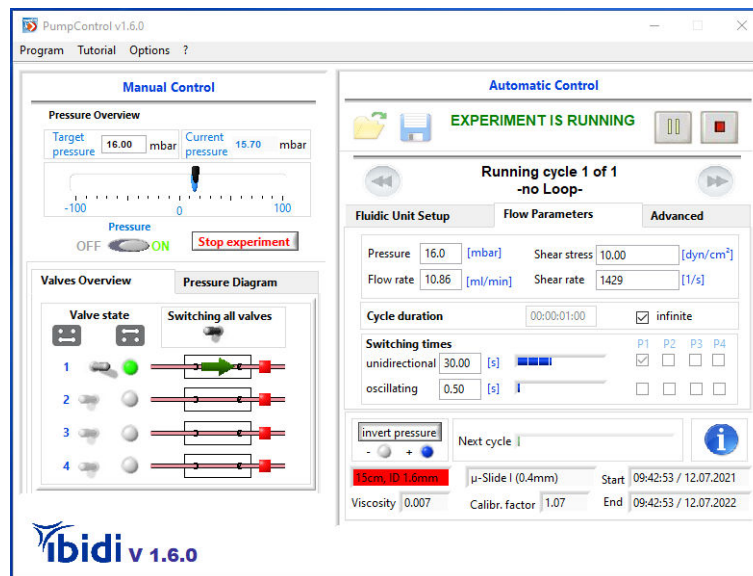 PumpControl v1.6.0
Program Tutorial Options ?
Manual Control
Pressure Overview
Target pressure 16.00 mbar Current pressure 15.70 mbar
-100 0 100
Pressure
OFF ON Stop experiment
Valves Overview Pressure Diagram
Valve state Switching all valves
1
2
3
4
ibidi V 1.6.0
Automatic Control
EXPERIMENT IS RUNNING
Running cycle 1 of 1
-no Loop-
Fluidic Unit Setup Flow Parameters Advanced
Pressure 16.0 [mbar] Shear stress 10.00 [dyn/cm²]
Flow rate 10.86 [ml/min] Shear rate 1429 [1/s]
Cycle duration 00:00:01:00 infinite
Switching times P1 P2 P3 P4
unidirectional 30.00 [s]
oscillating 0.50 [s]
invert pressure Next cycle
- +
15cm, ID 1.6mm µ-Slide I (0.4mm) Start 09:42:53 / 12.07.2021
Viscosity 0.007 Calibr. factor 1.07 End 09:42:53 / 12.07.2022